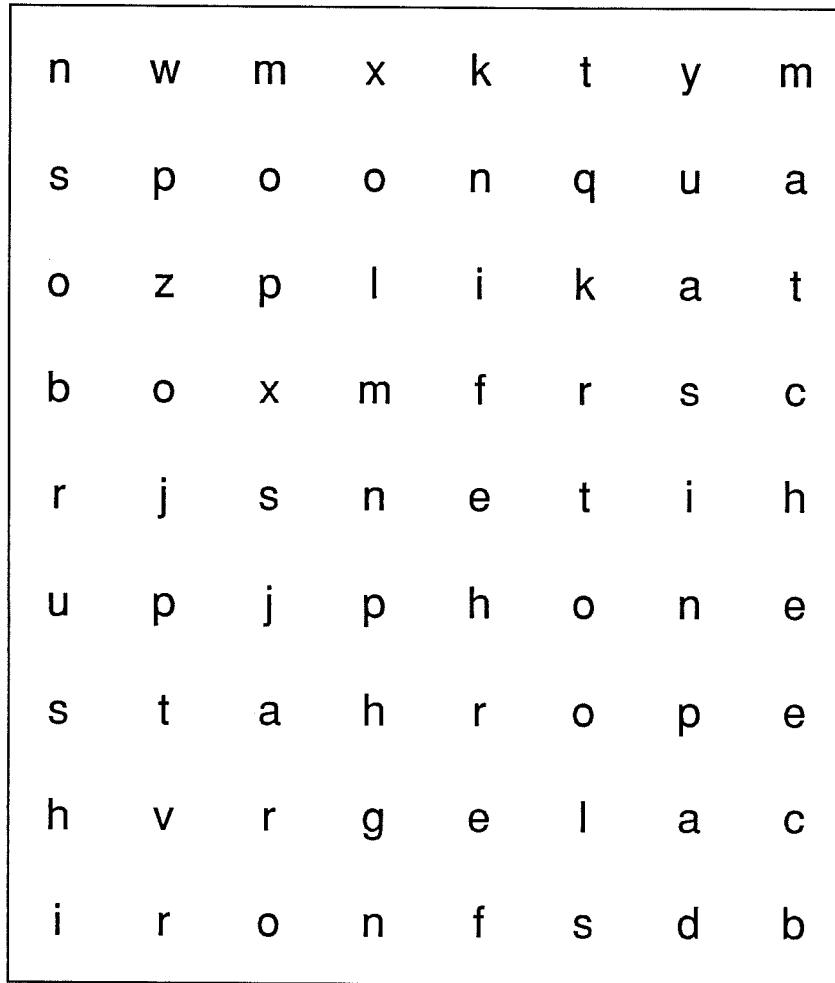 n w m x k t y m
s p o o n q u a
o z p l i k a t
b o x m f r s c
r j s n e t i h
u p j p h o n e
s t a h r o p e
h v r g e l a c
i r o n f s d b